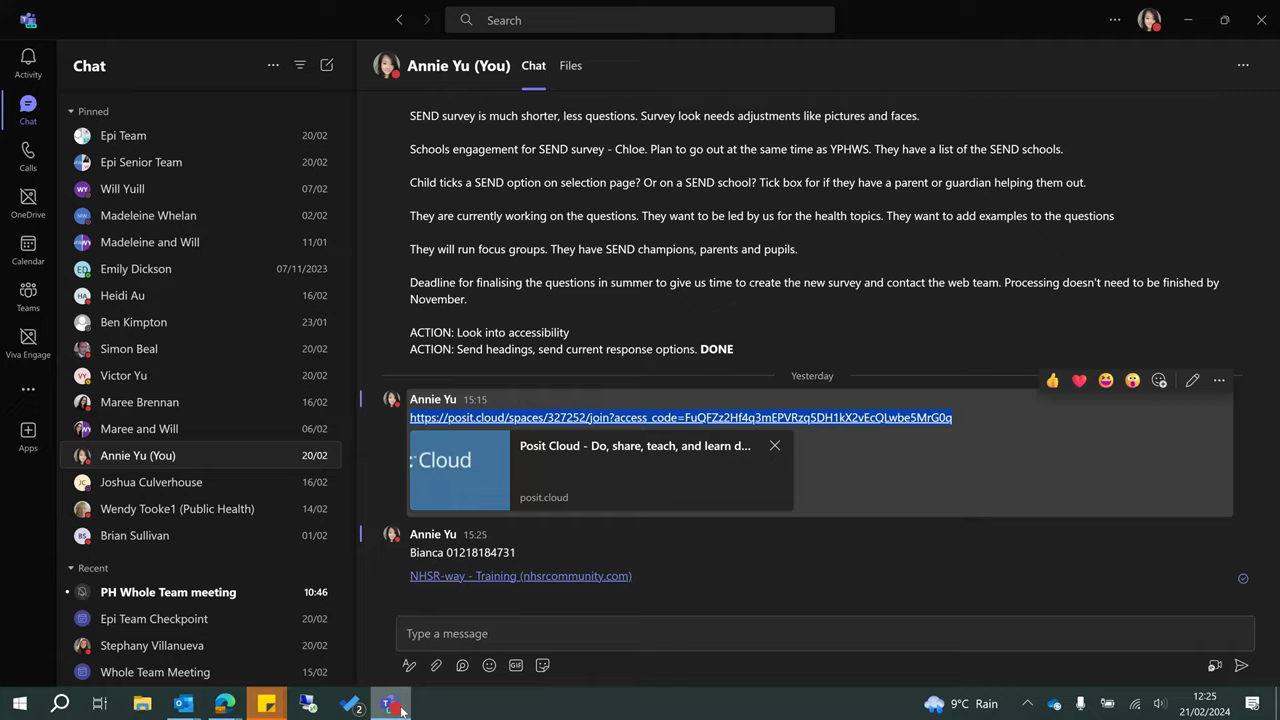 Search
Activity
Chat
Calls
OneDrive
Calendar
Teams
Viva Engage
Apps
Chat
Pinned
Epi Team 20/02
Epi Senior Team 20/02
WY Will Yuill 07/02
MW Madeleine Whelan 02/02
Madeleine and Will 11/01
ED Emily Dickson 07/11/2023
HA Heidi Au 16/02
Ben Kimpton 23/01
SB Simon Beal 20/02
VY Victor Yu 20/02
Maree Brennan 20/02
Maree and Will 06/02
Annie Yu (You) 20/02
JC Joshua Culverhouse 16/02
Wendy Tooke1 (Public Health) 14/02
BS Brian Sullivan 01/02
Recent
PH Whole Team meeting 10:46
Epi Team Checkpoint 20/02
Stephany Villanueva 20/02
Whole Team Meeting 15/02
Annie Yu (You) Chat Files
SEND survey is much shorter, less questions. Survey look needs adjustments like pictures and faces.
Schools engagement for SEND survey - Chloe. Plan to go out at the same time as YPHWS. They have a list of the SEND schools.
Child ticks a SEND option on selection page? Or on a SEND school? Tick box for if they have a parent or guardian helping them out.
They are currently working on the questions. They want to be led by us for the health topics. They want to add examples to the questions
They will run focus groups. They have SEND champions, parents and pupils.
Deadline for finalising the questions in summer to give us time to create the new survey and contact the web team. Processing doesn't need to be finished by
November.
ACTION: Look into accessibility
ACTION: Send headings, send current response options. DONE
Yesterday
Annie Yu 15:15
https://posit.cloud/spaces/327252/join?access_code=FuQFZz2Hf4q3mEPVRzq5DH1kX2vEcQLwbe5MrG0q
: Cloud
Posit Cloud - Do, share, teach, and learn d...
posit.cloud
Annie Yu 15:25
Bianca 01218184731
NHSR-way - Training (nhsrcommunity.com)
Type a message
GIF
2
9°C Rain
12:25
21/02/2024